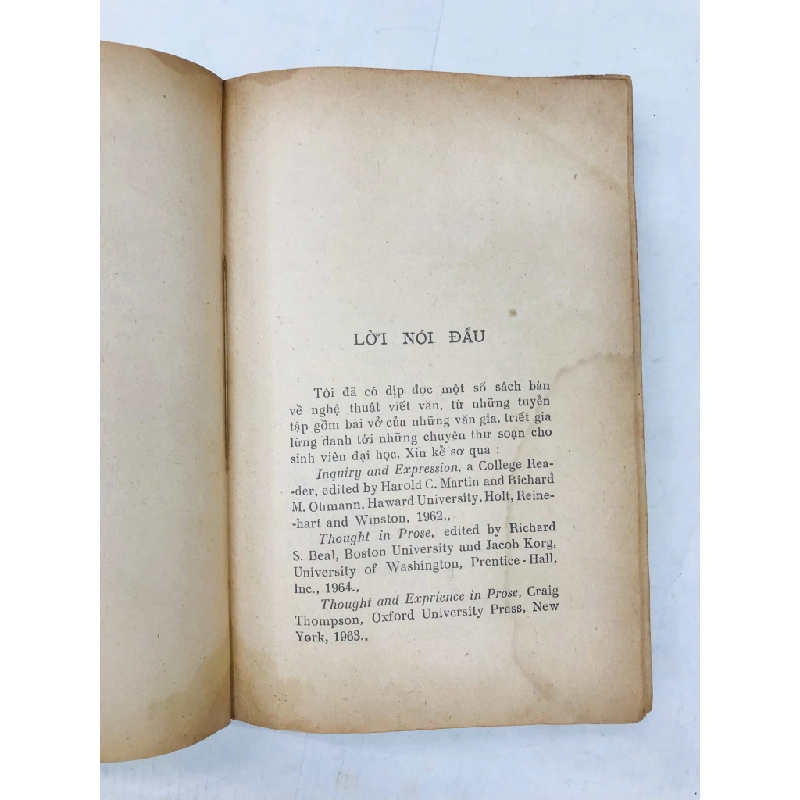 LỜI NÓI ĐẦU
Tôi đã có dịp đọc một số sách bàn
về nghệ thuật viết văn, từ những tuyển
tập gồm bài vở của những văn gia, triết gia
lừng danh tới những chuyên thư soạn cho
sinh viên đại học. Xin kể sơ qua :
Inquiry and Expression, a College Rea-
-der, edited by Harold C. Martin and Richard
M. Ohmann, Haward University, Holt, Reine-
-hart and Winston, 1962.,
Thought in Prose, edited by Richard
S. Beal, Boston University and Jacob Korg,
University of Washington, Prentice-Hall,
Inc., 1964.,
Thought and Exprience in Prose, Craig
Thompson, Oxford University Press, New
York, 1963.,